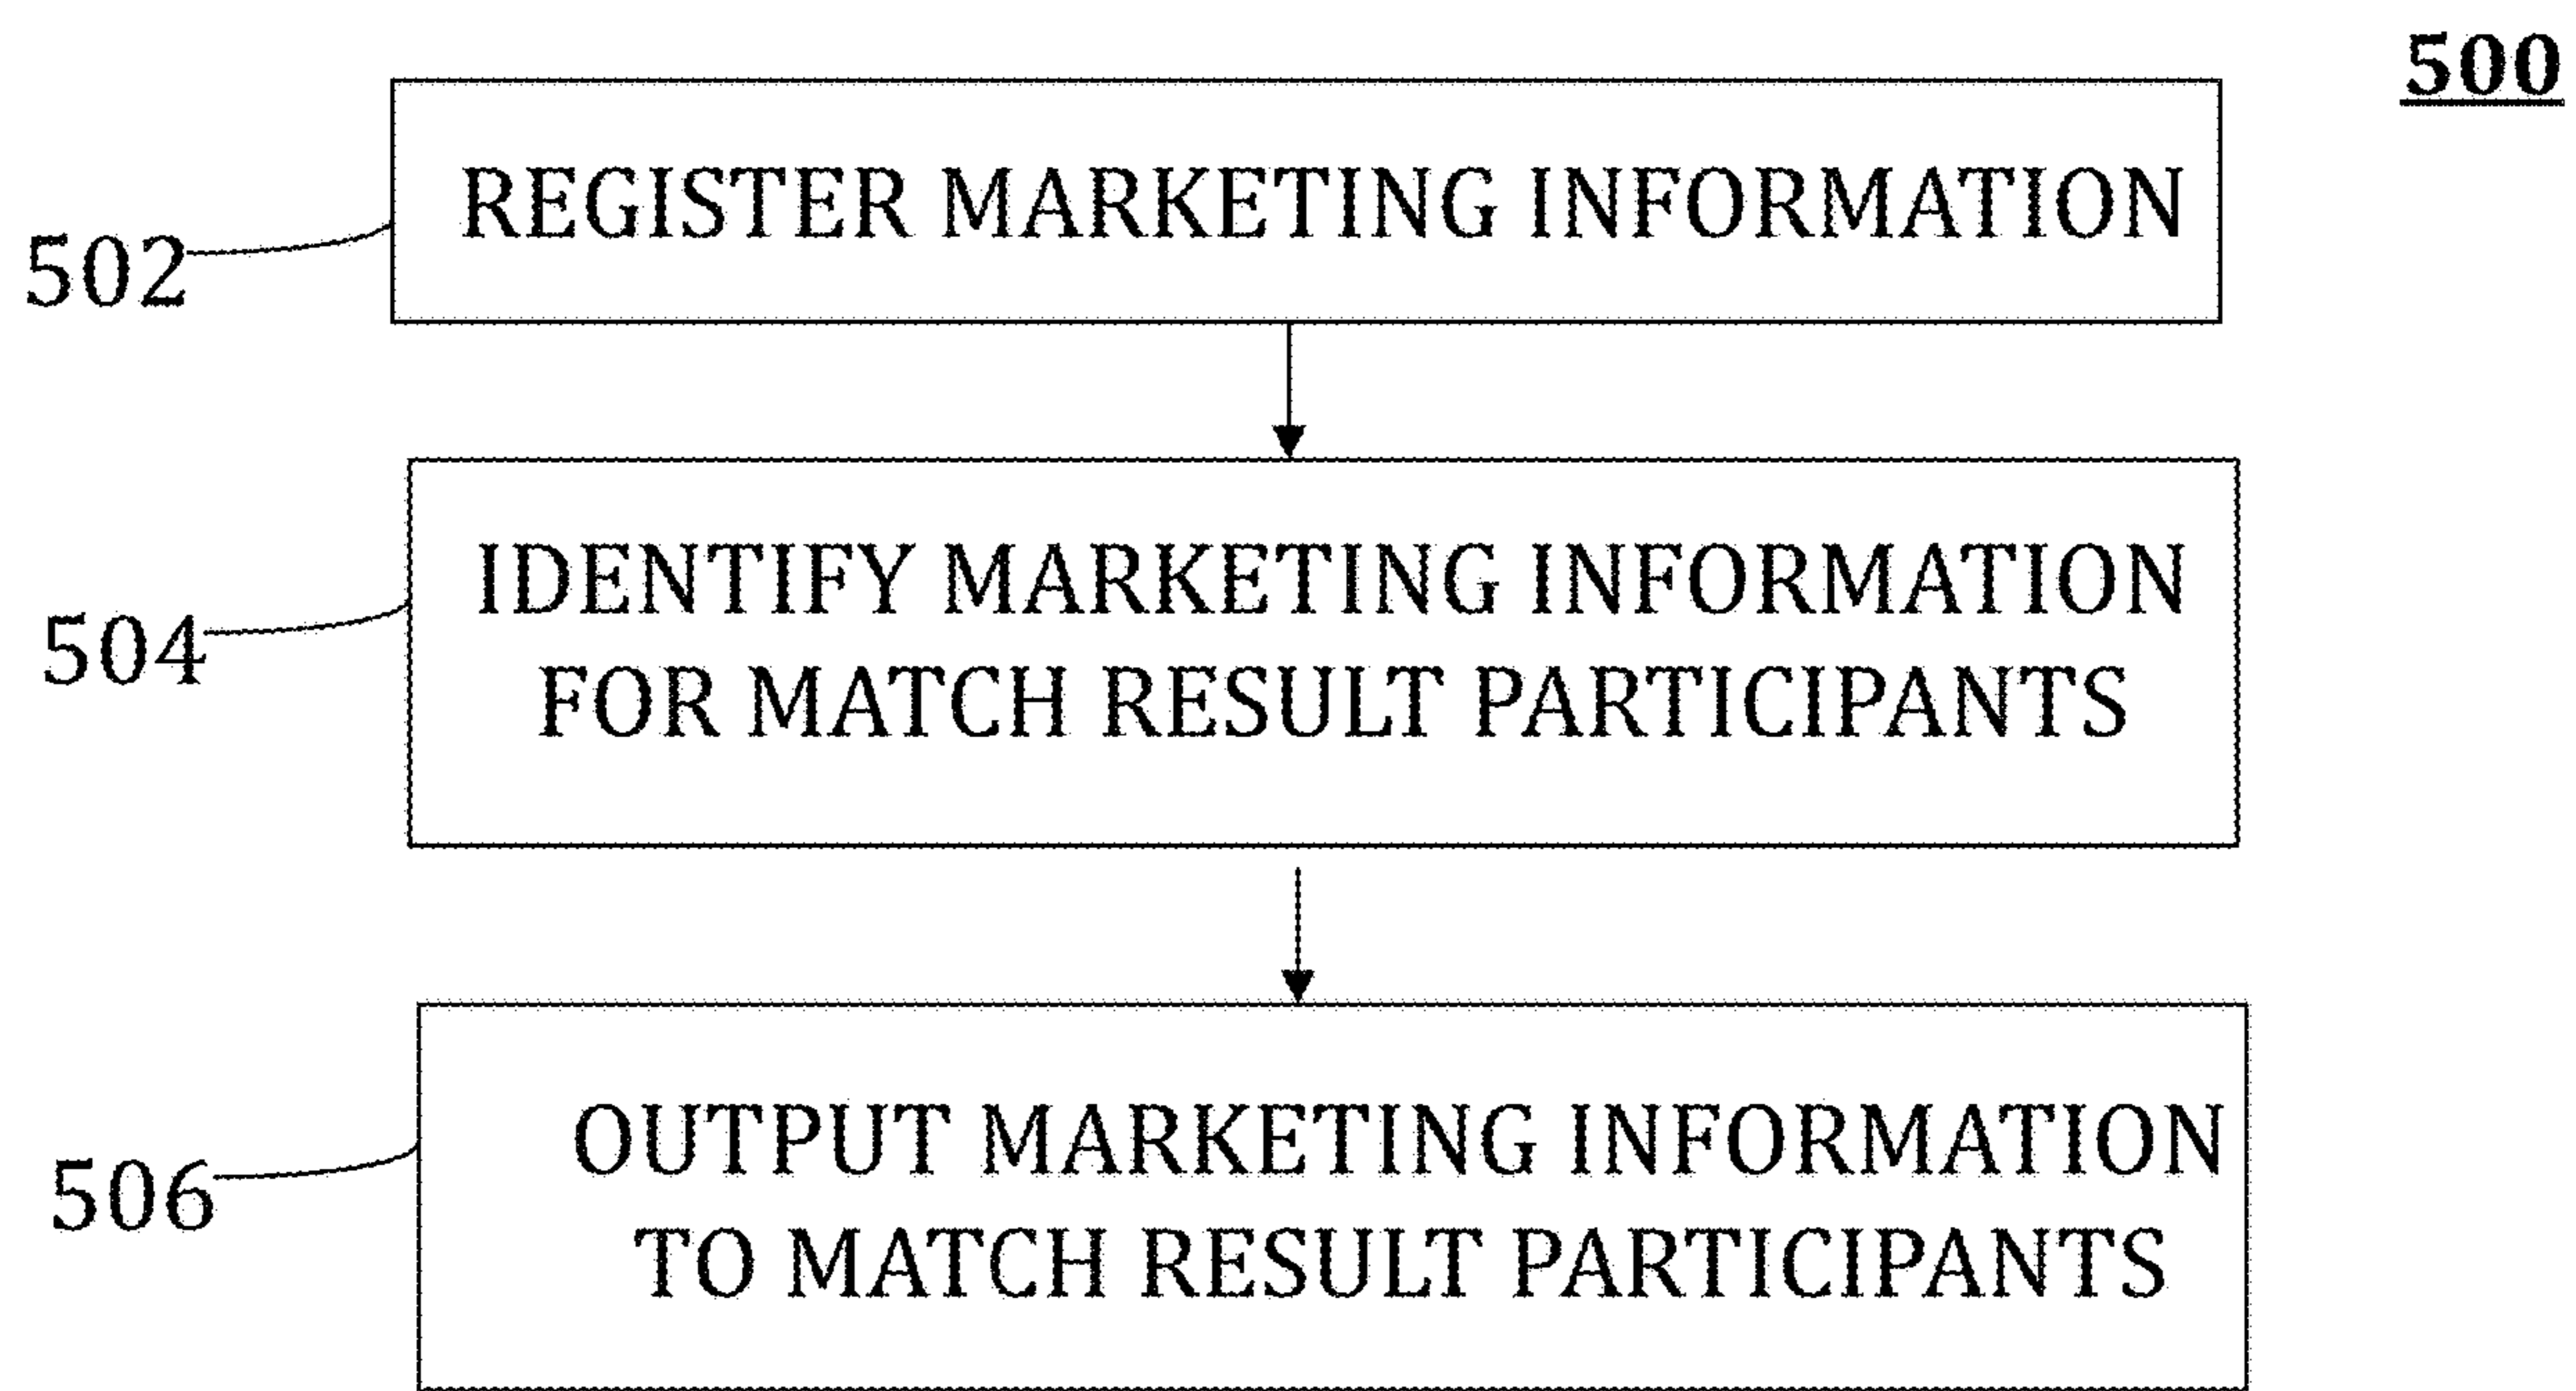 500
REGISTER MARKETING INFORMATION
502
IDENTIFY MARKETING INFORMATION
FOR MATCH RESULT PARTICIPANTS
504
OUTPUT MARKETING INFORMATION
TO MATCH RESULT PARTICIPANTS
506